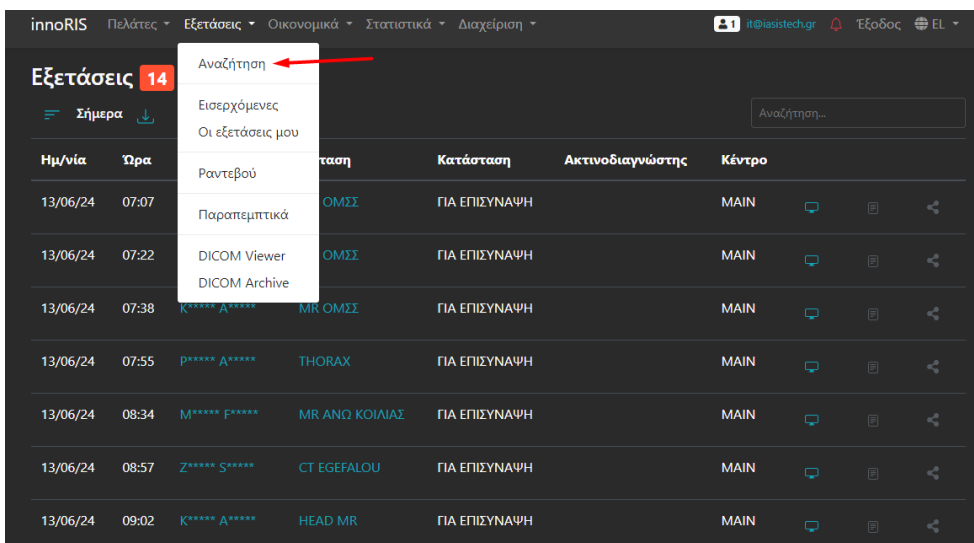 innoRIS Πελάτες Εξετάσεις Οικονομικά Στατιστικά Διαχείριση 1 it@iasistech.gr Έξοδος EL
Εξετάσεις 14
Σήμερα
Αναζήτηση...
Αναζήτηση
Εισερχόμενες
Οι εξετάσεις μου
Ραντεβού
Παραπεμπτικά
DICOM Viewer
DICOM Archive
Ημ/νία Ώρα ταση Κατάσταση Ακτινοδιαγνώστης Κέντρο
13/06/24 07:07 ΟΜΣΣ ΓΙΑ ΕΠΙΣΥΝΑΨΗ MAIN
13/06/24 07:22 ΟΜΣΣ ΓΙΑ ΕΠΙΣΥΝΑΨΗ MAIN
13/06/24 07:38 K***** A***** MR ΟΜΣΣ ΓΙΑ ΕΠΙΣΥΝΑΨΗ MAIN
13/06/24 07:55 P***** A***** THORAX ΓΙΑ ΕΠΙΣΥΝΑΨΗ MAIN
13/06/24 08:34 M***** F***** MR ΑΝΩ ΚΟΙΛΙΑΣ ΓΙΑ ΕΠΙΣΥΝΑΨΗ MAIN
13/06/24 08:57 Z***** S***** CT EGEFALOU ΓΙΑ ΕΠΙΣΥΝΑΨΗ MAIN
13/06/24 09:02 K***** A***** HEAD MR ΓΙΑ ΕΠΙΣΥΝΑΨΗ MAIN